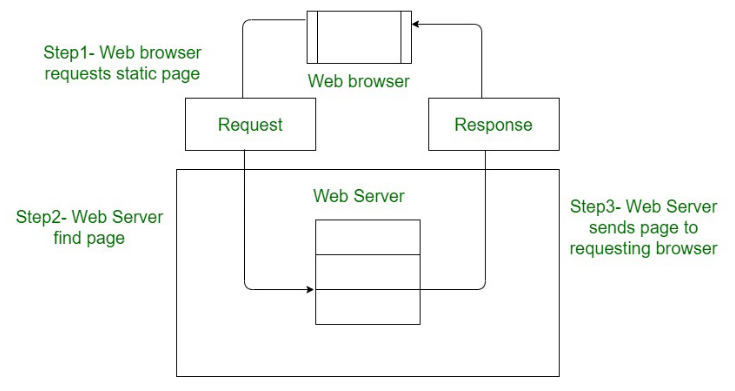 Step1- Web browser
requests static page
Web browser
Request
Response
Web Server
Step2- Web Server
find page
Step3- Web Server
sends page to
requesting browser